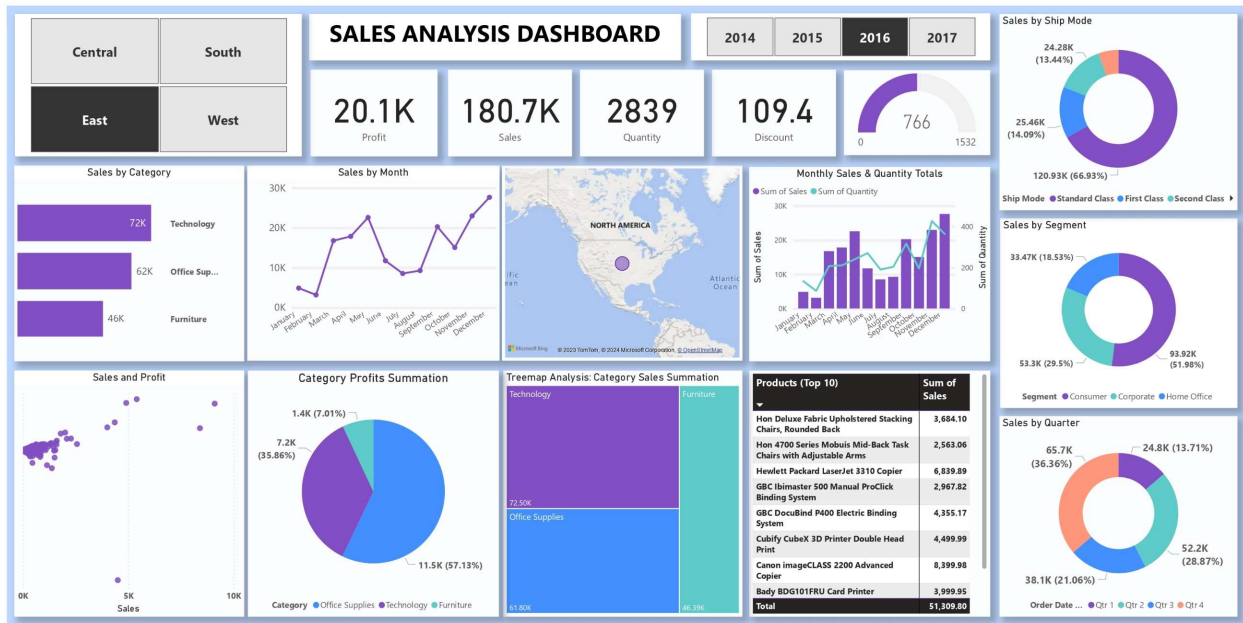 Central
South
East
West
SALES ANALYSIS DASHBOARD
2014
2015
2016
2017
20.1K
Profit
180.7K
Sales
2839
Quantity
109.4
Discount
766
0
1532
Sales by Ship Mode
24.28K
(13.44%)
25.46K
(14.09%)
120.93K (66.93%)
Ship Mode Standard Class First Class Second Class
Sales by Category
72K
Technology
62K
Office Sup...
46K
Furniture
Sales by Month
30K
20K
10K
0K
January
February
March
April
May
June
July
August
September
October
November
December
NORTH AMERICA
Atlantic
Ocean
Microsoft Bing
© 2023 TomTom, © 2024 Microsoft Corporation, © OpenStreetMap
Monthly Sales & Quantity Totals
Sum of Sales Sum of Quantity
Sum of Sales
30K
20K
10K
0K
400
200
0
Sum of Quantity
January
February
March
April
May
June
July
August
September
October
November
December
Sales by Segment
33.47K (18.53%)
53.3K (29.5%)
93.92K
(51.98%)
Segment Consumer Corporate Home Office
Sales and Profit
0K
5K
10K
Sales
Category Profits Summation
1.4K (7.01%)
7.2K
(35.86%)
11.5K (57.13%)
Category Office Supplies Technology Furniture
Treemap Analysis: Category Sales Summation
Technology
72.50K
Office Supplies
61.80K
Furniture
46.39K
Products (Top 10)
Sum of
Sales
Hon Deluxe Fabric Upholstered Stacking
Chairs, Rounded Back
3,684.10
Hon 4700 Series Mobuis Mid-Back Task
Chairs with Adjustable Arms
2,563.06
Hewlett Packard LaserJet 3310 Copier
6,839.89
GBC Ibimaster 500 Manual ProClick
Binding System
2,967.82
GBC DocuBind P400 Electric Binding
System
4,355.17
Cubify CubeX 3D Printer Double Head
Print
4,499.99
Canon imageCLASS 2200 Advanced
Copier
8,399.98
Bady BDG101FRU Card Printer
3,999.95
Total
51,309.80
Sales by Quarter
65.7K
(36.36%)
24.8K (13.71%)
52.2K
(28.87%)
38.1K (21.06%)
Order Date ... Qtr 1 Qtr 2 Qtr 3 Qtr 4